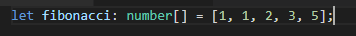 let fibonacci: number[] = [1, 1, 2, 3, 5];